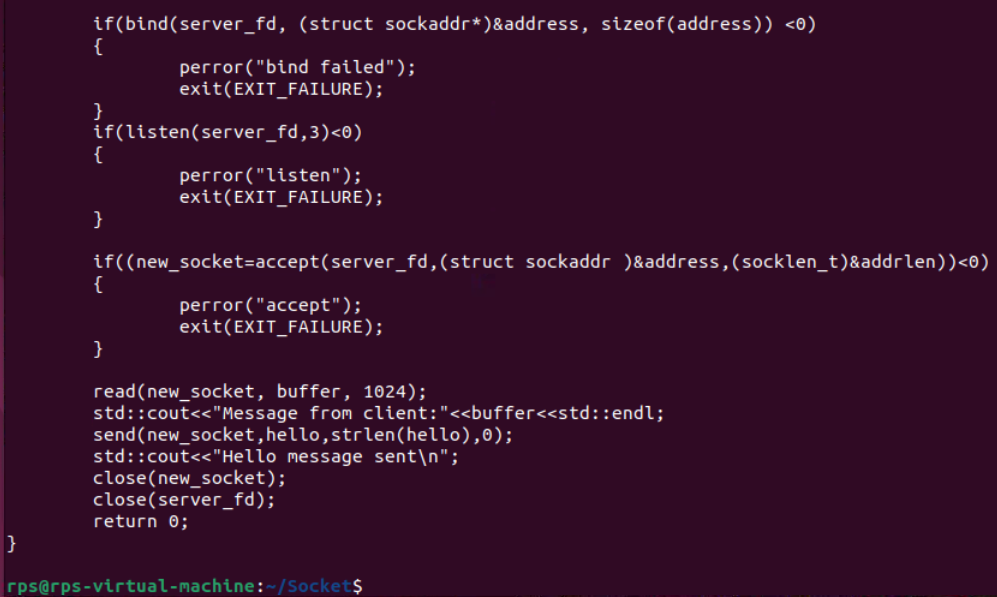 if(bind(server_fd, (struct sockaddr*)&address, sizeof(address)) <0)
{
perror("bind failed");
exit(EXIT_FAILURE);
}
if(listen(server_fd,3)<0)
{
perror("listen");
exit(EXIT_FAILURE);
}
if((new_socket=accept(server_fd,(struct sockaddr )&address,(socklen_t)&addrlen))<0)
{
perror("accept");
exit(EXIT_FAILURE);
}
read(new_socket, buffer, 1024);
std::cout<<"Message from client:"<<buffer<<std::endl;
send(new_socket,hello,strlen(hello),0);
std::cout<<"Hello message sent\n";
close(new_socket);
close(server_fd);
return 0;
}
rps@rps-virtual-machine:~/Socket$